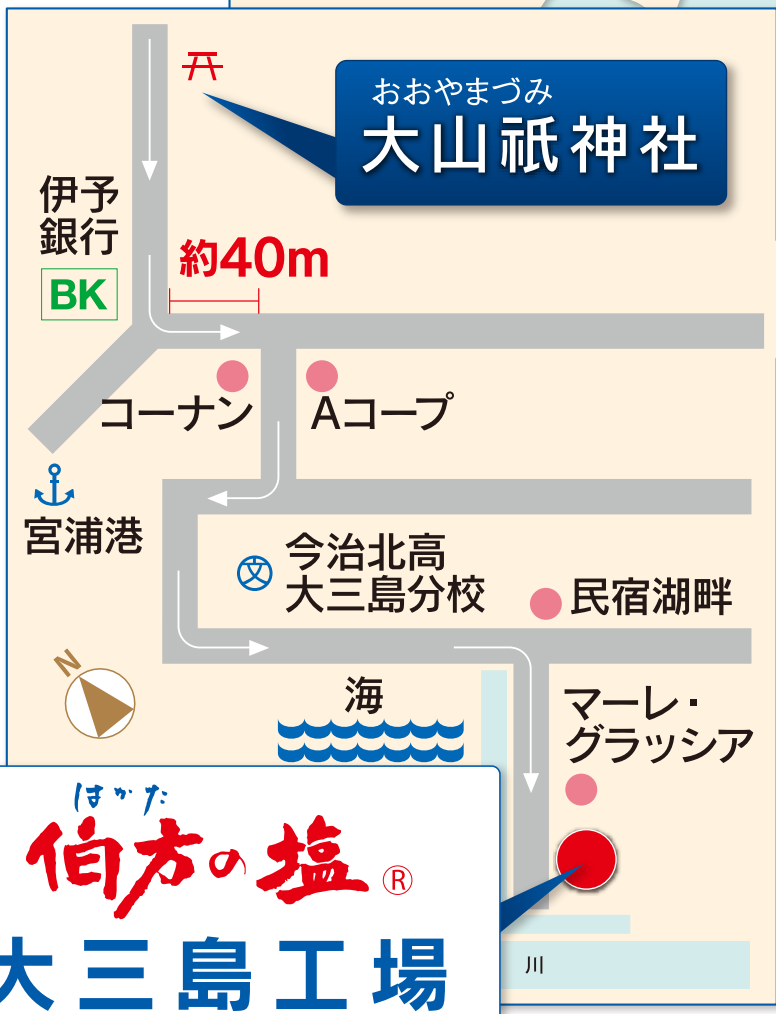 おおやまづみ
大山祇神社
伊予
銀行
BK
約40m
コーナン
Aコープ
宮浦港
文
今治北高
大三島分校
民宿湖畔
N
海
マーレ・
グラッシア
はかた
伯方の塩®
大三島工場
川